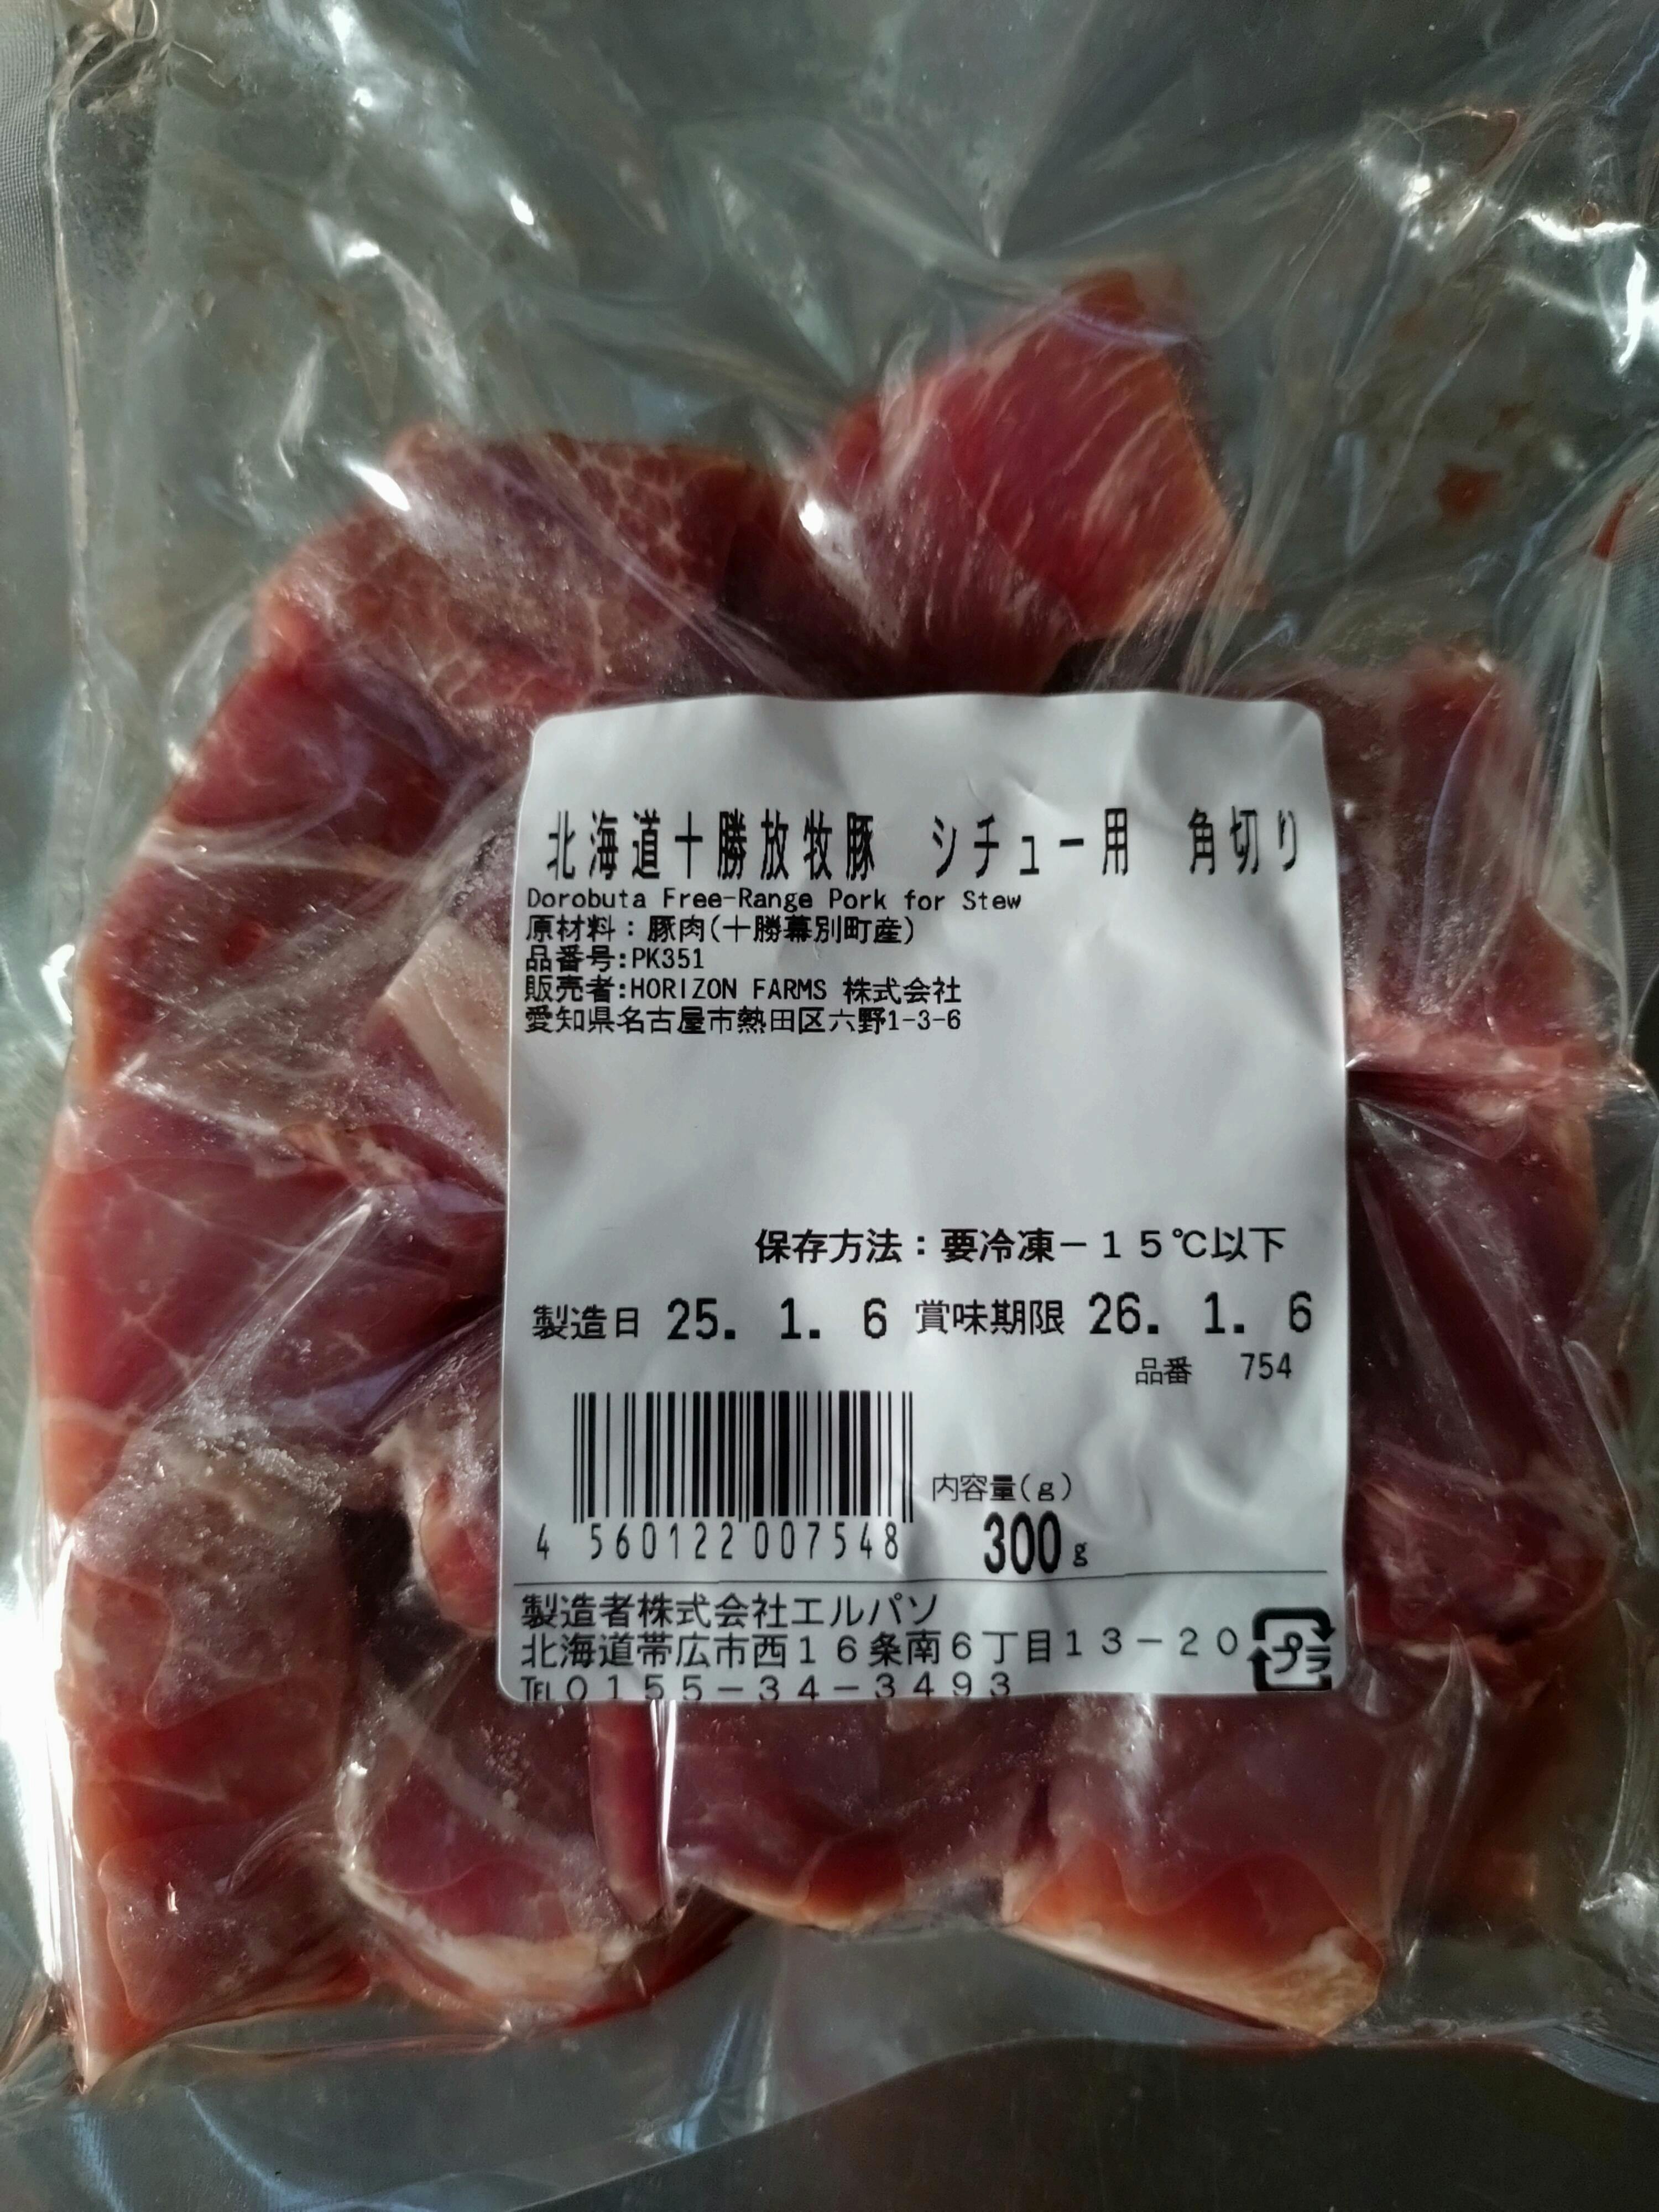 北海道十勝放牧豚 シチュー用 角切り
Dorobuta Free-Range Pork for Stew
原材料：豚肉(十勝幕別町産)
品番号:PK351
販売者:HORIZON FARMS 株式会社
愛知県名古屋市熱田区六野1-3-6
保存方法：要冷凍－１５℃以下
製造日 25. 1. 6 賞味期限 26. 1. 6
品番 754
4 560122 007548
内容量(g)
300g
製造者株式会社エルパソ
北海道帯広市西１６条南６丁目１３－２０
℡０１５５－３４－３４９３
プラ